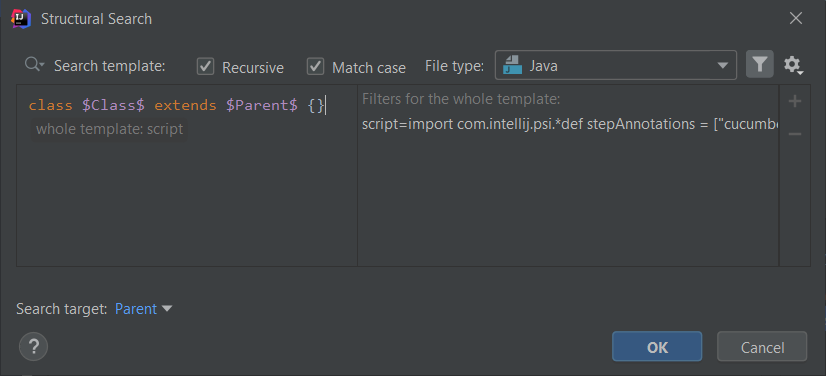 Structural Search
Search template:
Recursive
Match case
File type:
Java
class $Class$ extends $Parent$ {}
whole template: script
Filters for the whole template:
script=import com.intellij.psi.*def stepAnnotations = ["cucumbe
Search target: Parent
?
OK
Cancel